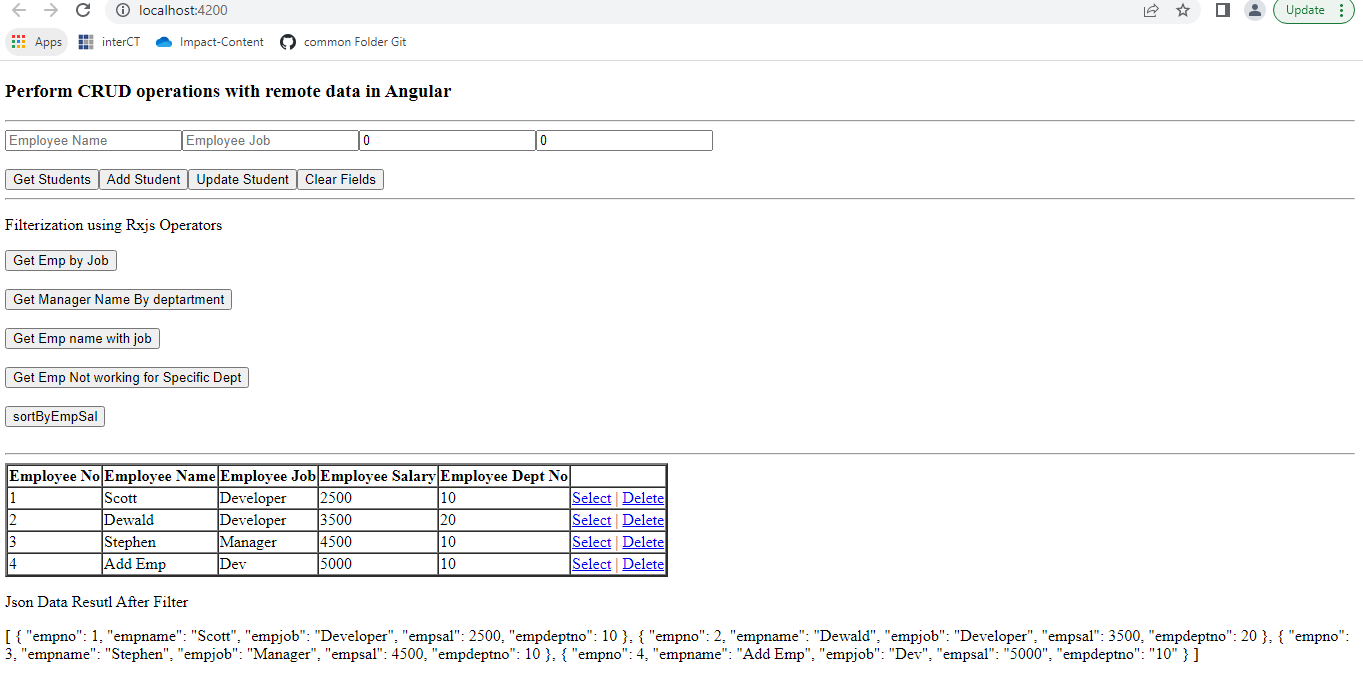 localhost:4200
Update
Apps interCT Impact-Content common Folder Git
Perform CRUD operations with remote data in Angular
Employee Name Employee Job 0 0
Get Students Add Student Update Student Clear Fields
Filterization using Rxjs Operators
Get Emp by Job
Get Manager Name By deptartment
Get Emp name with job
Get Emp Not working for Specific Dept
sortByEmpSal
Employee No Employee Name Employee Job Employee Salary Employee Dept No
1 Scott Developer 2500 10 Select | Delete
2 Dewald Developer 3500 20 Select | Delete
3 Stephen Manager 4500 10 Select | Delete
4 Add Emp Dev 5000 10 Select | Delete
Json Data Resutl After Filter
[ { "empno": 1, "empname": "Scott", "empjob": "Developer", "empsal": 2500, "empdeptno": 10 }, { "empno": 2, "empname": "Dewald", "empjob": "Developer", "empsal": 3500, "empdeptno": 20 }, { "empno":
3, "empname": "Stephen", "empjob": "Manager", "empsal": 4500, "empdeptno": 10 }, { "empno": 4, "empname": "Add Emp", "empjob": "Dev", "empsal": "5000", "empdeptno": "10" } ]